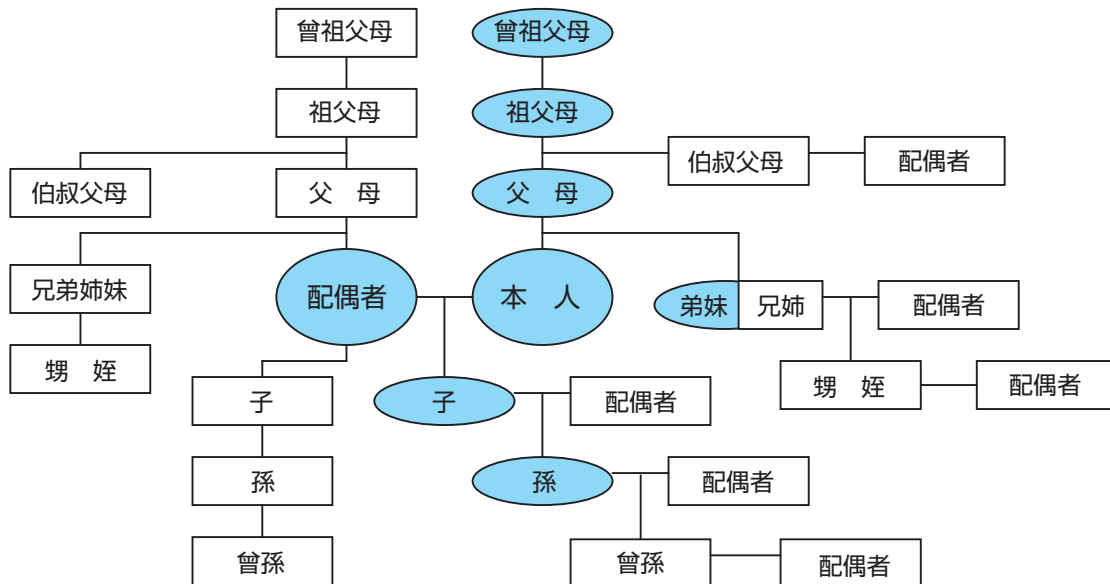 曾祖父母
曾祖父母
祖父母
祖父母
伯叔父母
配偶者
伯叔父母
父　母
父　母
兄弟姉妹
配偶者
本　人
弟妹
兄姉
配偶者
甥　姪
子
子
配偶者
甥　姪
配偶者
孫
孫
配偶者
曾孫
曾孫
配偶者